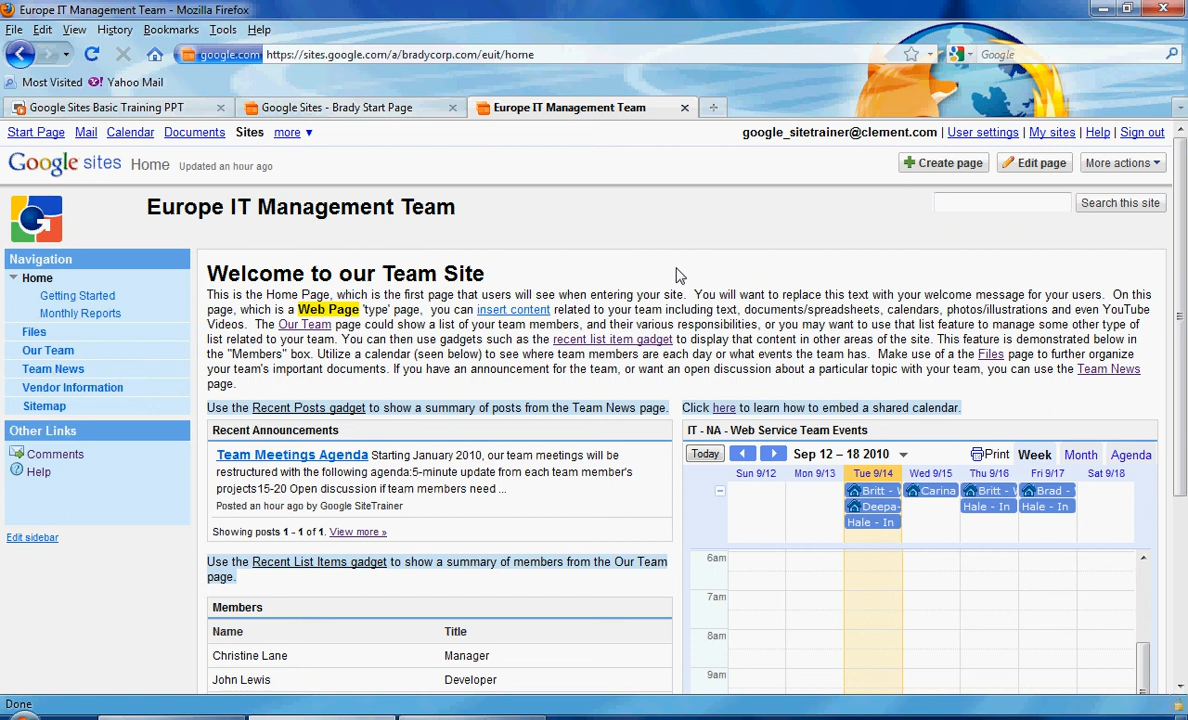 Europe IT Management Team - Mozilla Firefox
File Edit View History Bookmarks Tools Help
google.com https://sites.google.com/a/bradycorp.com/euit/home
Google
Most Visited Yahoo Mail
Google Sites Basic Training PPT
Google Sites - Brady Start Page
Europe IT Management Team
Start Page Mail Calendar Documents Sites more ▼
google_sitetrainer@clement.com | User settings | My sites | Help | Sign out
Google sites Home Updated an hour ago
Create page Edit page More actions
Europe IT Management Team
Search this site
Navigation
Home
Getting Started
Monthly Reports
Files
Our Team
Team News
Vendor Information
Sitemap
Other Links
Comments
Help
Edit sidebar
Welcome to our Team Site
This is the Home Page, which is the first page that users will see when entering your site. You will want to replace this text with your welcome message for your users. On this
page, which is a Web Page 'type' page, you can insert content related to your team including text, documents/spreadsheets, calendars, photos/illustrations and even YouTube
Videos. The Our Team page could show a list of your team members, and their various responsibilities, or you may want to use that list feature to manage some other type of
list related to your team. You can then use gadgets such as the recent list item gadget to display that content in other areas of the site. This feature is demonstrated below in
the "Members" box. Utilize a calendar (seen below) to see where team members are each day or what events the team has. Make use of a the Files page to further organize
your team's important documents. If you have an announcement for the team, or want an open discussion about a particular topic with your team, you can use the Team News
page.
Use the Recent Posts gadget to show a summary of posts from the Team News page.
Recent Announcements
Team Meetings Agenda Starting January 2010, our team meetings will be
restructured with the following agenda:5-minute update from each team member's
projects15-20 Open discussion if team members need ...
Posted an hour ago by Google SiteTrainer
Showing posts 1 - 1 of 1. View more »
Use the Recent List Items gadget to show a summary of members from the Our Team
page.
Members
Name Title
Christine Lane Manager
John Lewis Developer
Click here to learn how to embed a shared calendar.
IT - NA - Web Service Team Events
Today Sep 12 – 18 2010 Print Week Month Agenda
Sun 9/12 Mon 9/13 Tue 9/14 Wed 9/15 Thu 9/16 Fri 9/17 Sat 9/18
Britt - Carina Britt - Brad -
Deepa- Hale - In Hale - In
Hale - In
6am
7am
8am
9am
Done